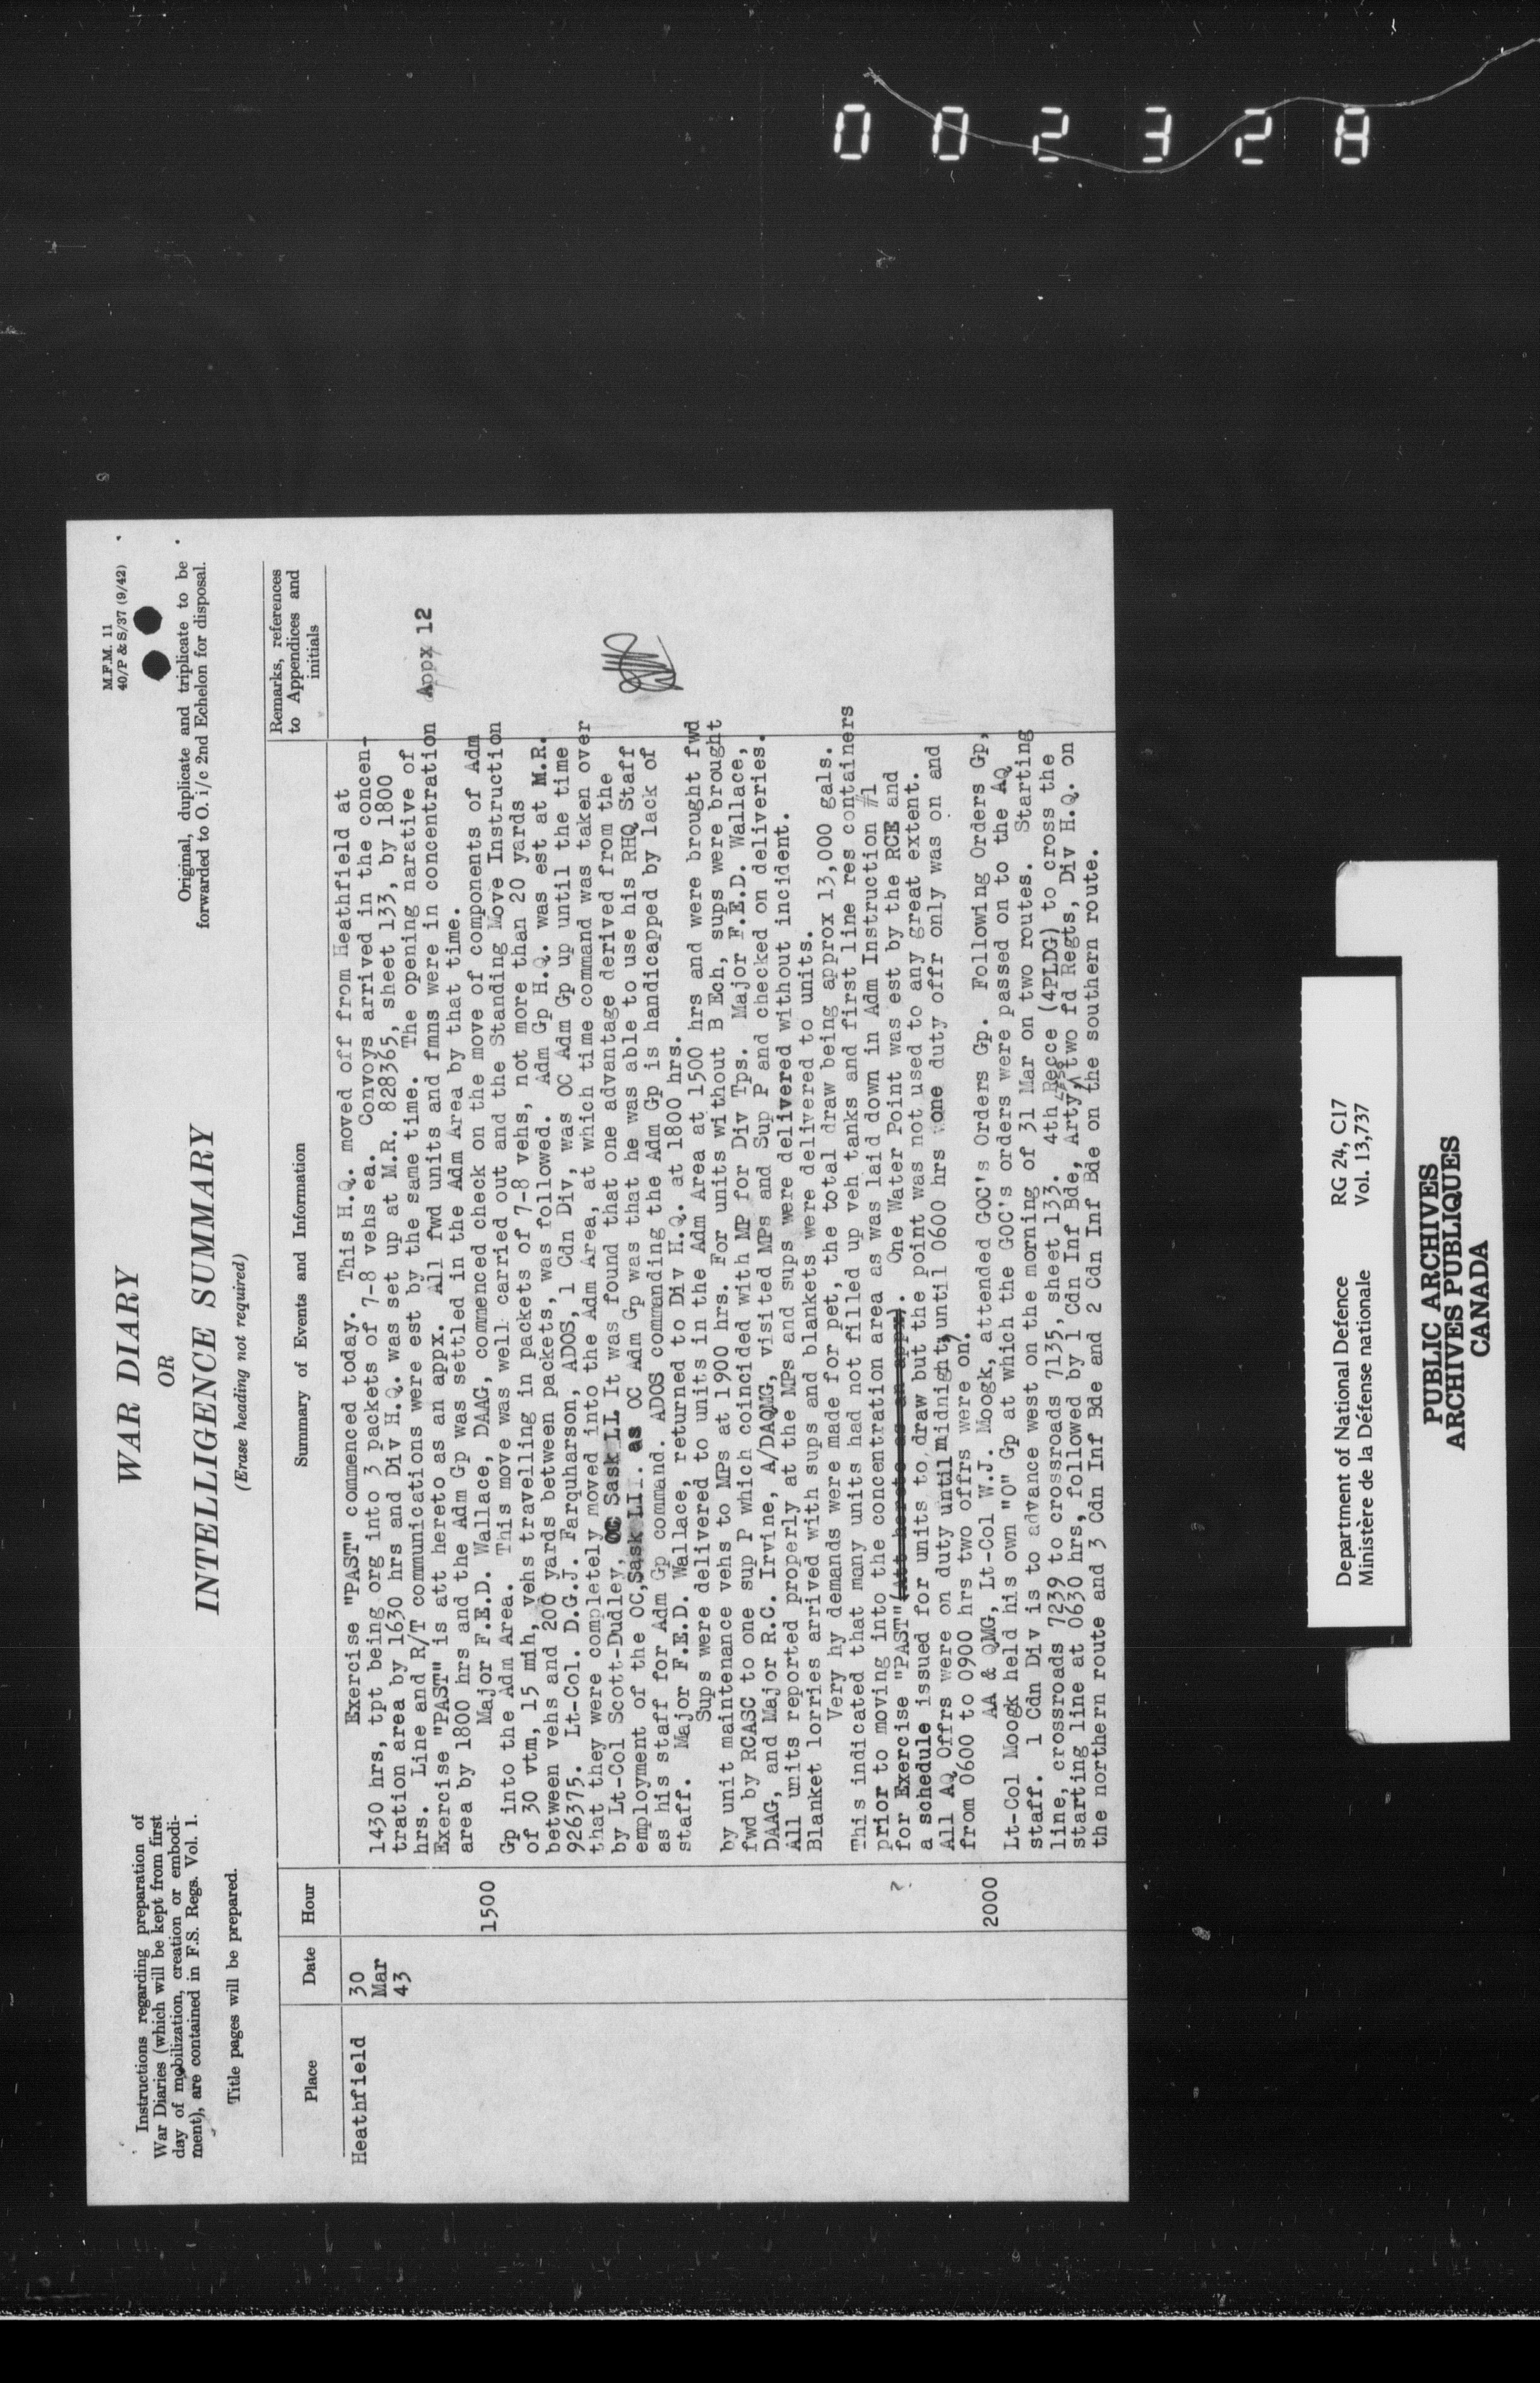 002328
M.F.M. 11
40/P & S/37 (9/42)
Instructions regarding preparation of
War Diaries (which will be kept from first
day of mobilization, creation or embodi-
ment), are contained in F.S. Regs. Vol. 1.
Title pages will be prepared.
WAR DIARY
OR
INTELLIGENCE SUMMARY
(Erase heading not required)
Original, duplicate and triplicate to be
forwarded to O. i/c 2nd Echelon for disposal.
Place Date Hour Summary of Events and Information Remarks, references to Appendices and initials
Heathfield 30 Mar 43
Exercise "PAST" commenced today. This H.Q. moved off from Heathfield at
1430 hrs, tpt being org into 3 packets of 7-8 vehs ea. Convoys arrived in the concen-
tration area by 1630 hrs and Div H.Q. was set up at M.R. 828365, sheet 133, by 1800
hrs. Line and R/T communications were est by the same time. The opening narative of
Exercise "PAST" is att hereto as an appx. All fwd units and fmns were in concentration Appx 12
area by 1800 hrs and the Adm Gp was settled in the Adm Area by that time.
1500 Major F.E.D. Wallace, DAAG, commenced check on the move of components of Adm
Gp into the Adm Area. This move was well carried out and the Standing Move Instruction
of 30 vtm, 15 mih, vehs travelling in packets of 7-8 vehs, not more than 20 yards
between vehs and 200 yards between packets, was followed. Adm Gp H.Q. was est at M.R.
926375. Lt-Col. D.G.J. Farquharson, ADOS, 1 Cdn Div, was OC Adm Gp up until the time
that they were completely moved into the Adm Area, at which time command was taken over
by Lt-Col Scott-Dudley, OC Sask LI. It was found that one advantage derived from the
employment of the OC, Sask LI. as OC Adm Gp was that he was able to use his RHQ Staff
as his staff for Adm Gp command. ADOS commanding the Adm Gp is handicapped by lack of
staff. Major F.E.D. Wallace, returned to Div H.Q. at 1800 hrs.
Sups were delivered to units in the Adm Area at 1500 hrs and were brought fwd
by unit maintenance vehs to MPs at 1900 hrs. For units without B Ech, sups were brought
fwd by RCASC to one sup P which coincided with MP for Div Tps. Major F.E.D. Wallace,
DAAG, and Major R.C. Irvine, A/DAQMG, visited MPs and Sup P and checked on deliveries.
All units reported properly at the MPs and sups were delivered without incident.
Blanket lorries arrived with sups and blankets were delivered to units.
Very hy demands were made for pet, the total draw being approx 13,000 gals.
This indicated that many units had not filled up veh tanks and first line res containers
prior to moving into the concentration area as was laid down in Adm Instruction #1
? for Exercise "PAST" (Att hereto as an appx). One Water Point was est by the RCE and
a schedule issued for units to draw but the point was not used to any great extent.
All AQ Offrs were on duty until midnight, until 0600 hrs one duty offr only was on and
from 0600 to 0900 hrs two offrs were on.
2000 AA & QMG, Lt-Col W.J. Moogk, attended GOC's Orders Gp. Following Orders Gp,
Lt-Col Moogk held his own "O" Gp at which the GOC's orders were passed on to the AQ
staff. 1 Cdn Div is to advance west on the morning of 31 Mar on two routes. Starting
line, crossroads 7239 to crossroads 7135, sheet 133. 4th Recce (4PLDG) to cross the
starting line at 0630 hrs, followed by 1 Cdn Inf Bde, Arty, two fd Regts, Div H.Q. on
the northern route and 3 Cdn Inf Bde and 2 Cdn Inf Bde on the southern route.
Department of National Defence RG 24, C17
Ministère de la Défense nationale Vol. 13,737
PUBLIC ARCHIVES
ARCHIVES PUBLIQUES
CANADA